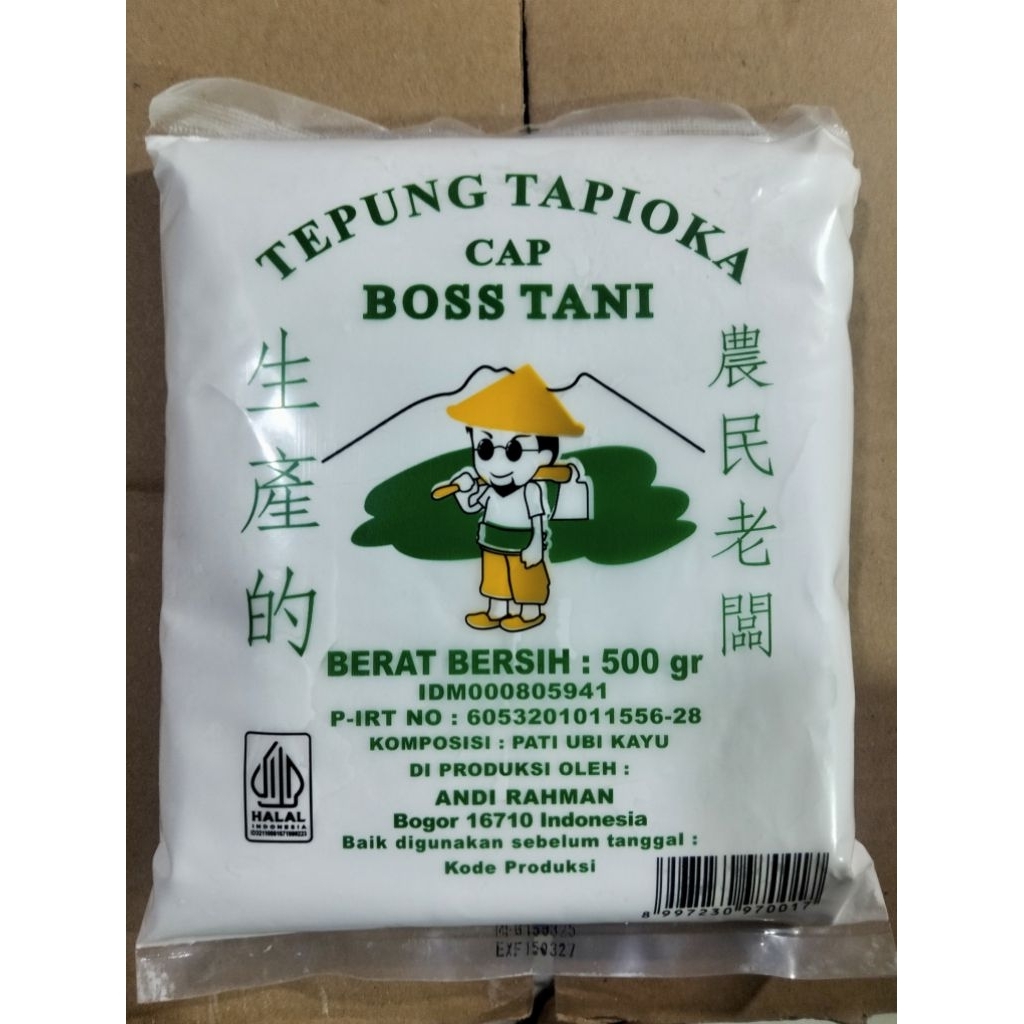 TEPUNG TAPIOKA
CAP
BOSS TANI
生產的
農民老闆
BERAT BERSIH : 500 gr
IDM000805941
P-IRT NO : 6053201011556-28
KOMPOSISI : PATI UBI KAYU
DI PRODUKSI OLEH :
ANDI RAHMAN
Bogor 16710 Indonesia
Baik digunakan sebelum tanggal :
Kode Produksi
HALAL
INDONESIA
8 997230 970017
EXP 150327